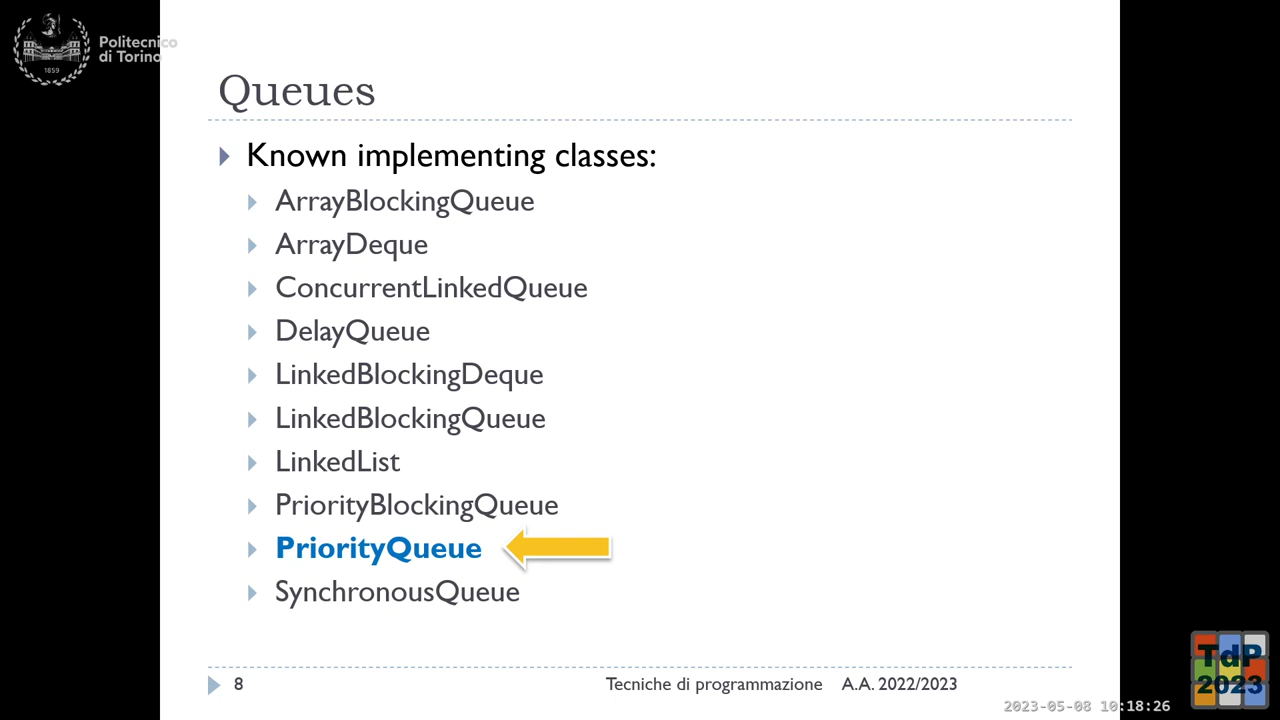 Politecnico
di Torino
1859
Queues
Known implementing classes:
ArrayBlockingQueue
ArrayDeque
ConcurrentLinkedQueue
DelayQueue
LinkedBlockingDeque
LinkedBlockingQueue
LinkedList
PriorityBlockingQueue
PriorityQueue
SynchronousQueue
8 Tecniche di programmazione A.A. 2022/2023
TdP
2023
2023-05-08 10:18:26